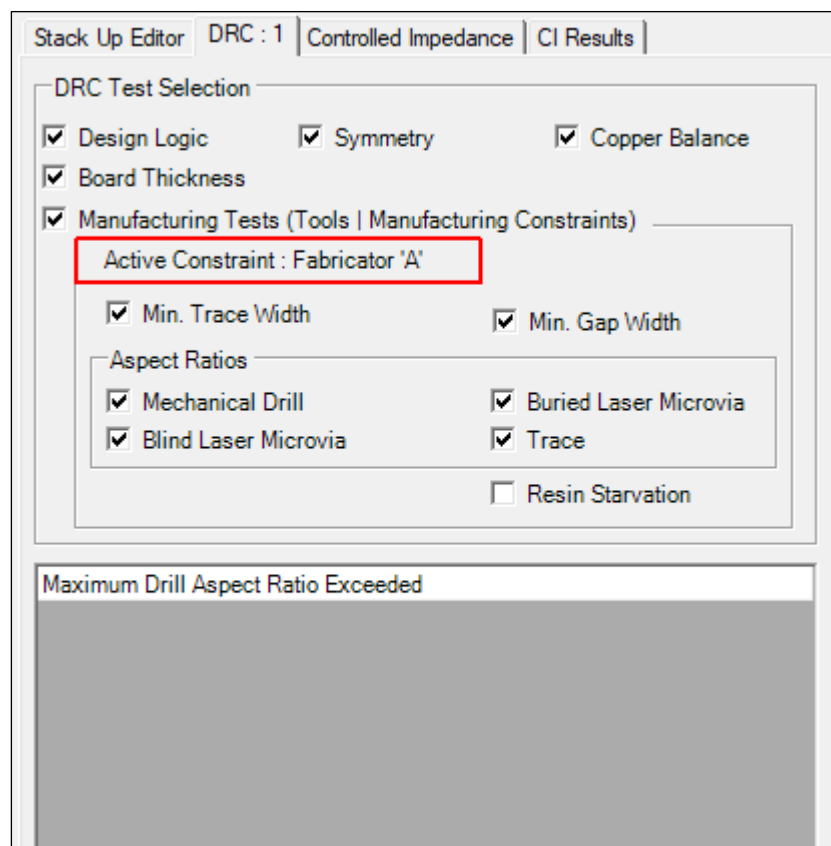 Stack Up Editor DRC : 1 Controlled Impedance CI Results
DRC Test Selection
Design Logic Symmetry Copper Balance
Board Thickness
Manufacturing Tests (Tools | Manufacturing Constraints)
Active Constraint : Fabricator 'A'
Min. Trace Width Min. Gap Width
Aspect Ratios
Mechanical Drill Buried Laser Microvia
Blind Laser Microvia Trace
Resin Starvation
Maximum Drill Aspect Ratio Exceeded